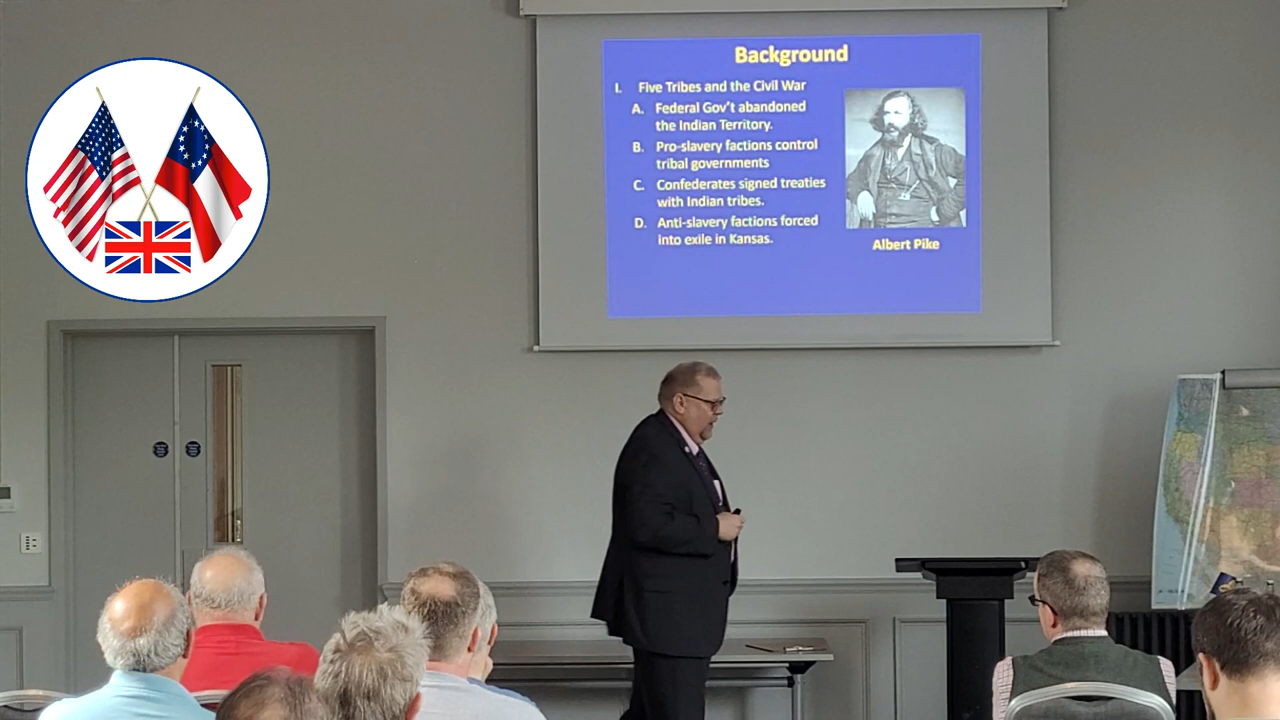 Background
I. Five Tribes and the Civil War
A. Federal Gov't abandoned
the Indian Territory.
B. Pro-slavery factions control
tribal governments
C. Confederates signed treaties
with Indian tribes.
D. Anti-slavery factions forced
into exile in Kansas.
Albert Pike